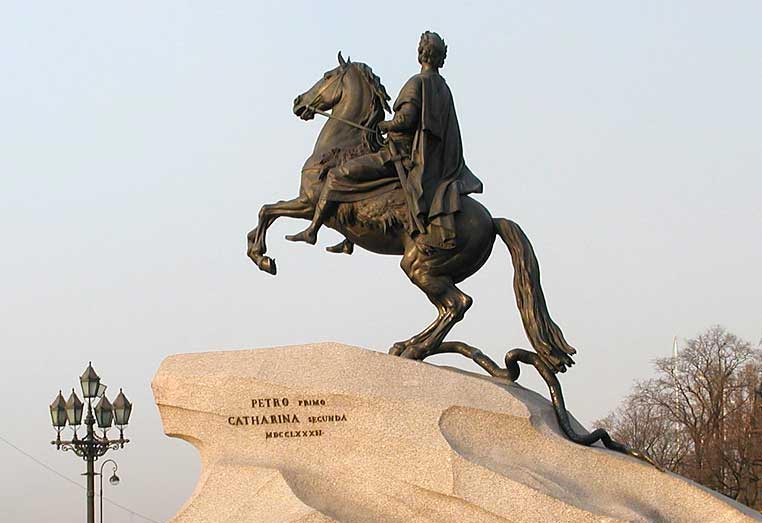 PETRO PRIMO
CATHARINA SECUNDA
MDCCLXXXII.